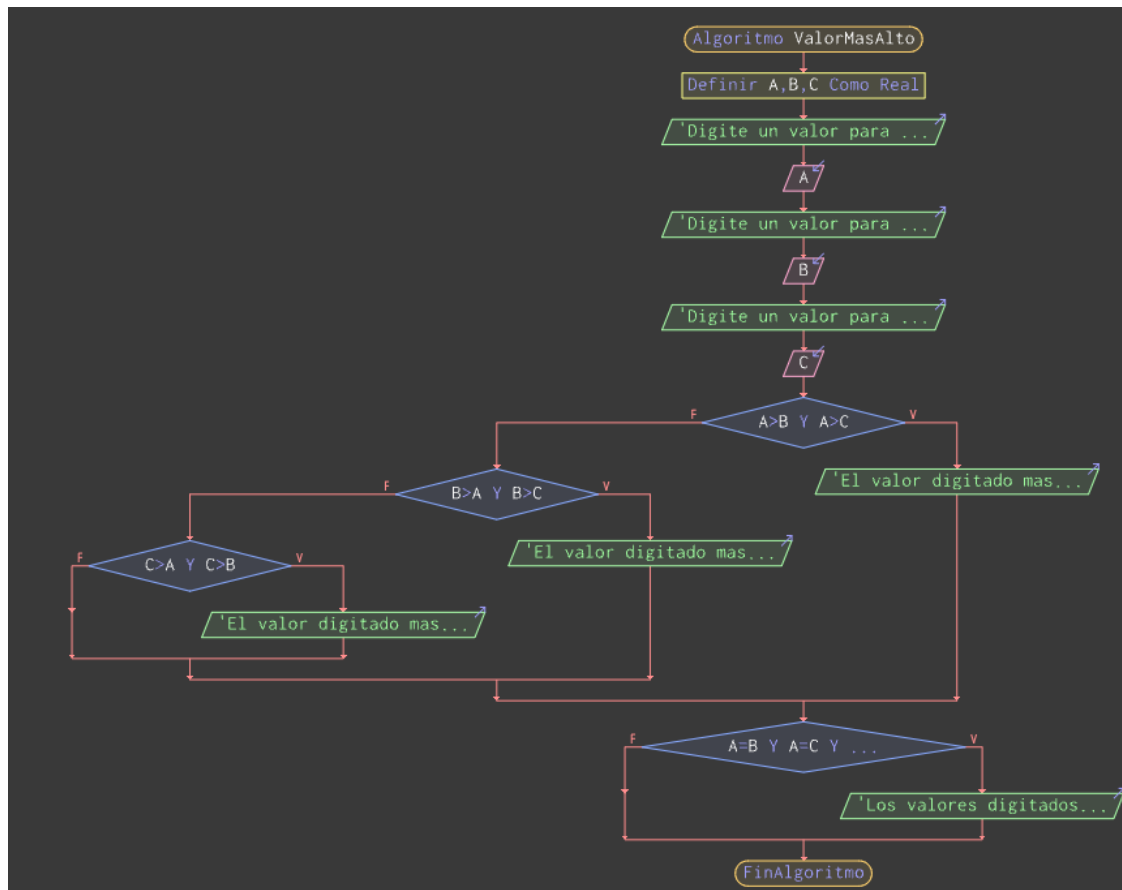 Algoritmo ValorMasAlto
Definir A,B,C Como Real
'Digite un valor para ...
A
'Digite un valor para ...
B
'Digite un valor para ...
C
F
A>B Y A>C
V
'El valor digitado mas...
F
B>A Y B>C
V
'El valor digitado mas...
F
C>A Y C>B
V
'El valor digitado mas...
F
A=B Y A=C Y ...
V
'Los valores digitados...
FinAlgoritmo